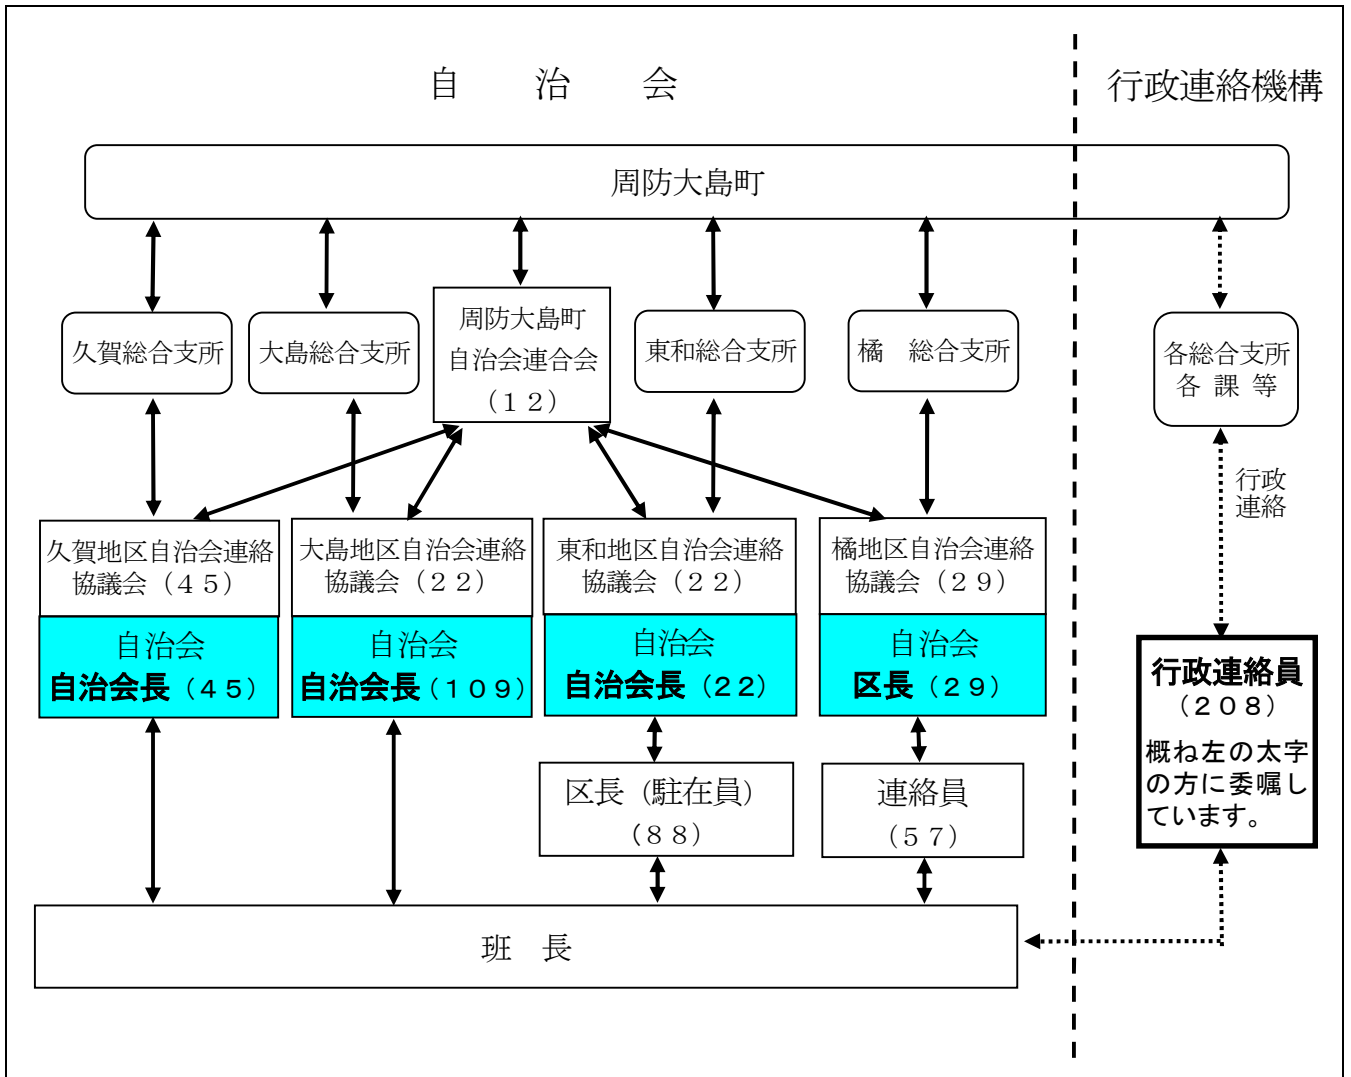 自　治　会
行政連絡機構
周防大島町
久賀総合支所
大島総合支所
周防大島町
自治会連合会
（１２）
東和総合支所
橘　総合支所
各総合支所
各 課 等
行政
連絡
久賀地区自治会連絡
協議会（４５）
大島地区自治会連絡
協議会（２２）
東和地区自治会連絡
協議会（２２）
橘地区自治会連絡
協議会（２９）
自治会
自治会長（４５）
自治会
自治会長（１０９）
自治会
自治会長（２２）
自治会
区長（２９）
行政連絡員
（２０８）
概ね左の太字
の方に委嘱し
ています。
区長（駐在員）
（８８）
連絡員
（５７）
班　長